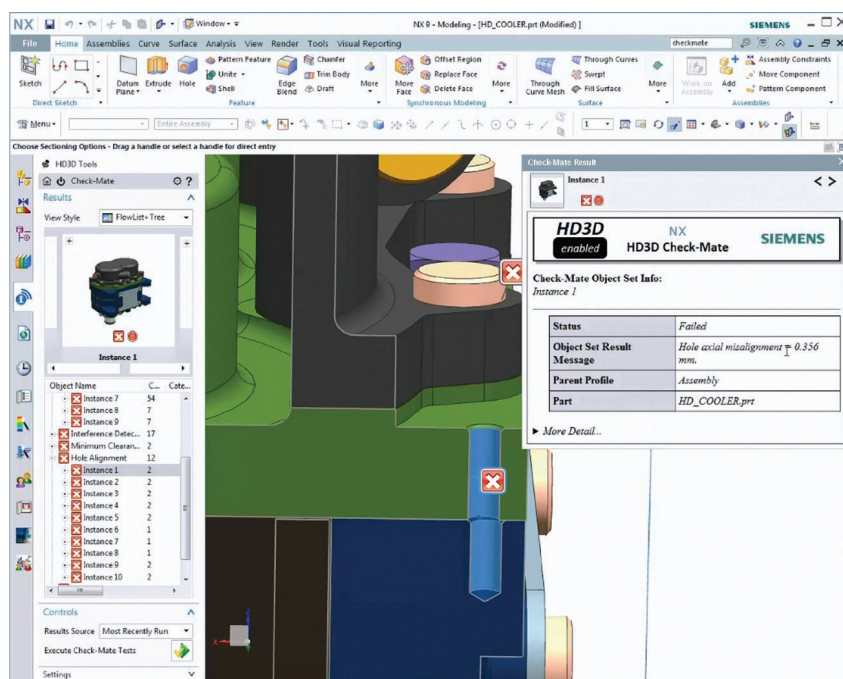 NX
Window
NX 9 - Modeling - [HD_COOLER.prt (Modified) ]
SIEMENS
File Home Assemblies Curve Surface Analysis View Render Tools Visual Reporting
checkmate
Sketch
Direct Sketch
Datum Plane
Extrude
Hole
Pattern Feature
Unite
Shell
Edge Blend
Chamfer
Trim Body
Draft
More
Feature
Move Face
Offset Region
Replace Face
Delete Face
More
Synchronous Modeling
Through Curve Mesh
Through Curves
Swept
Fill Surface
More
Surface
Work on Assembly
Add
Assembly Constraints
Move Component
Pattern Component
Assemblies
Menu
Entire Assembly
1
Choose Sectioning Options - Drag a handle or select a handle for direct entry
HD3D Tools
Check-Mate
Results
View Style FlowList+Tree
Instance 1
Object Name C... Cate...
Instance 7 54
Instance 8 7
Instance 9 7
Interference Detec... 17
Minimum Clearan... 2
Hole Alignment 12
Instance 1 2
Instance 2 2
Instance 3 2
Instance 4 2
Instance 5 2
Instance 6 1
Instance 7 1
Instance 8 1
Instance 9 2
Instance 10 2
Controls
Results Source Most Recently Run
Execute Check-Mate Tests
Settings
Check-Mate Result
Instance 1
HD3D
enabled
NX
HD3D Check-Mate
SIEMENS
Check-Mate Object Set Info:
Instance 1
Status Failed
Object Set Result Hole axial misalignment = 0.356
Message mm.
Parent Profile Assembly
Part HD_COOLER.prt
More Detail...
X